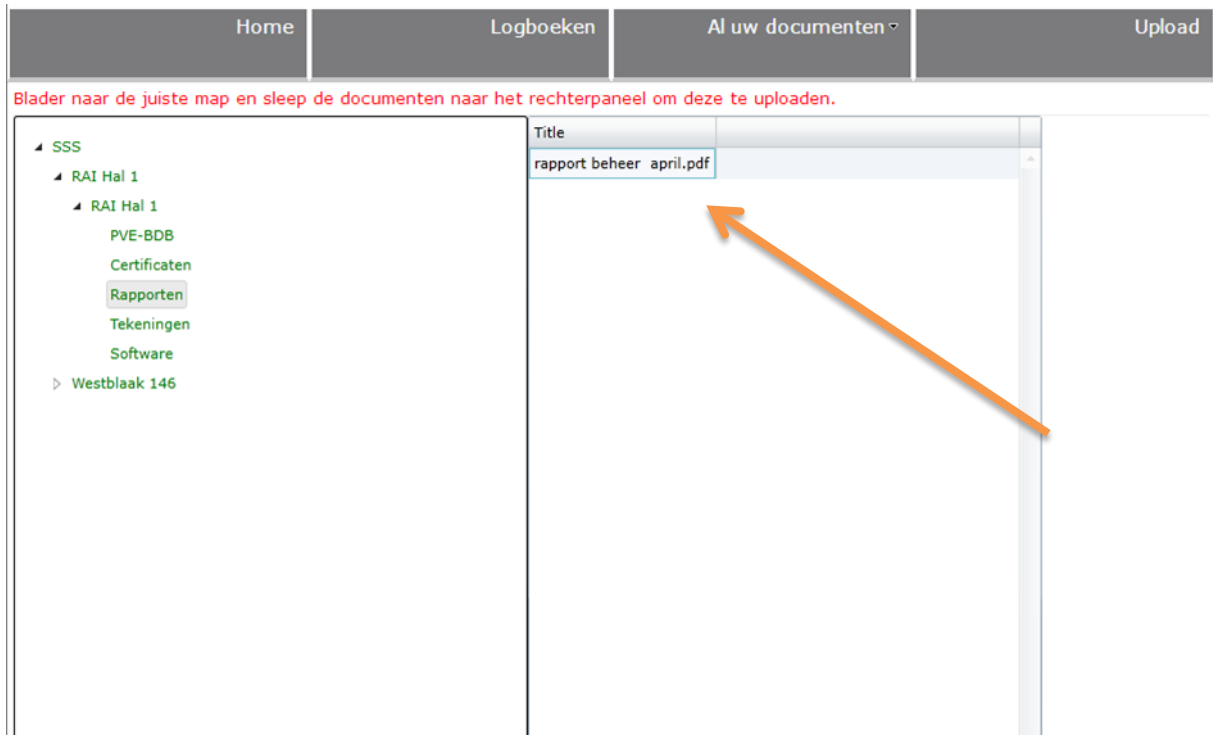 Home Logboeken Al uw documenten Upload
Blader naar de juiste map en sleep de documenten naar het rechterpaneel om deze te uploaden.
SSS
RAI Hal 1
RAI Hal 1
PVE-BDB
Certificaten
Rapporten
Tekeningen
Software
Westblaak 146
Title
rapport beheer april.pdf